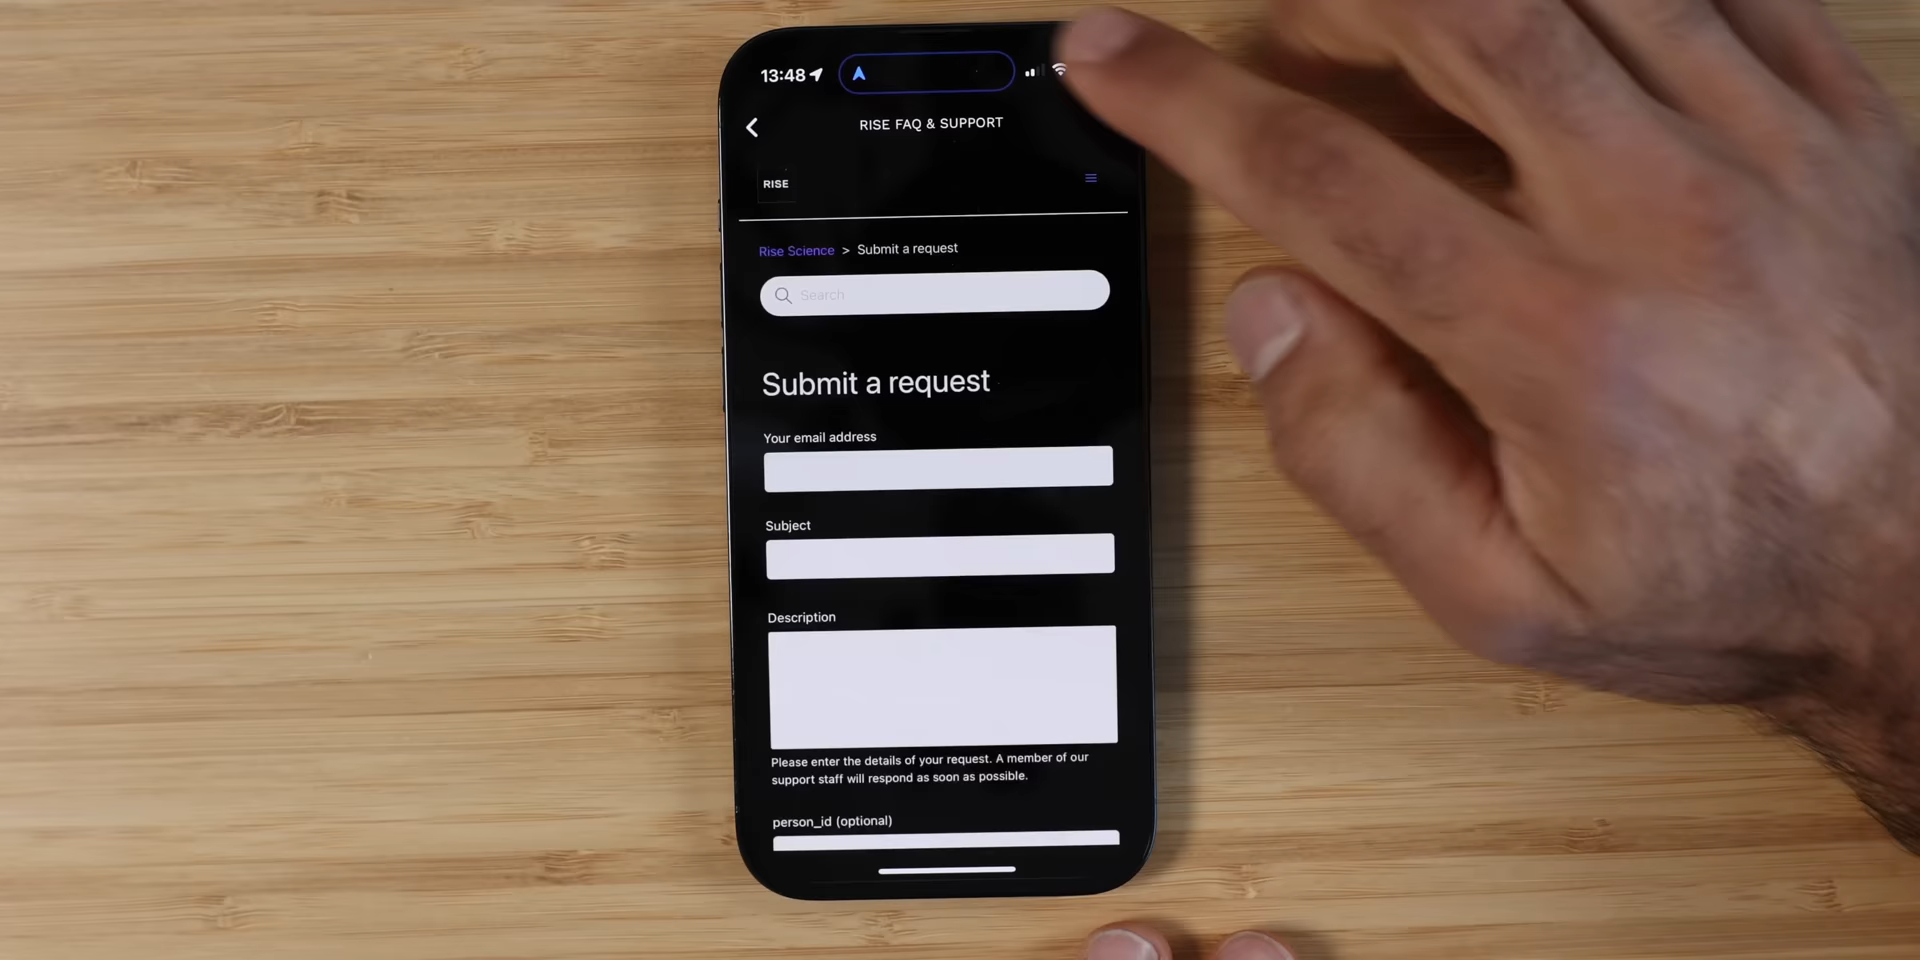 13:48
RISE FAQ & SUPPORT
RISE
Rise Science > Submit a request
Search
Submit a request
Your email address
Subject
Description
Please enter the details of your request. A member of our
support staff will respond as soon as possible.
person_id (optional)